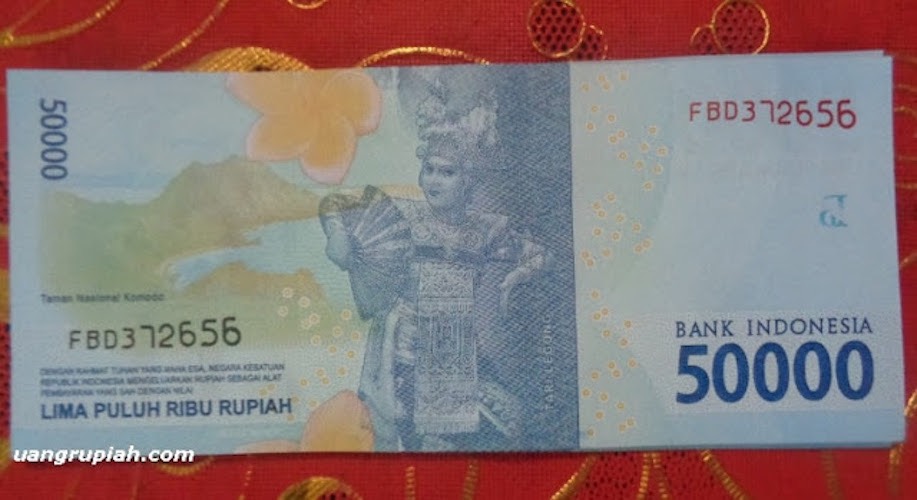 50000
FBD372656
Taman Nasional Komodo
FBD372656
DENGAN RAHMAT TUHAN YANG MAHA ESA, NEGARA KESATUAN
REPUBLIK INDONESIA MENGELUARKAN RUPIAH SEBAGAI ALAT
PEMBAYARAN YANG SAH DENGAN NILAI
LIMA PULUH RIBU RUPIAH
TARI LEGONG
BANK INDONESIA
50000
uangrupiah.com